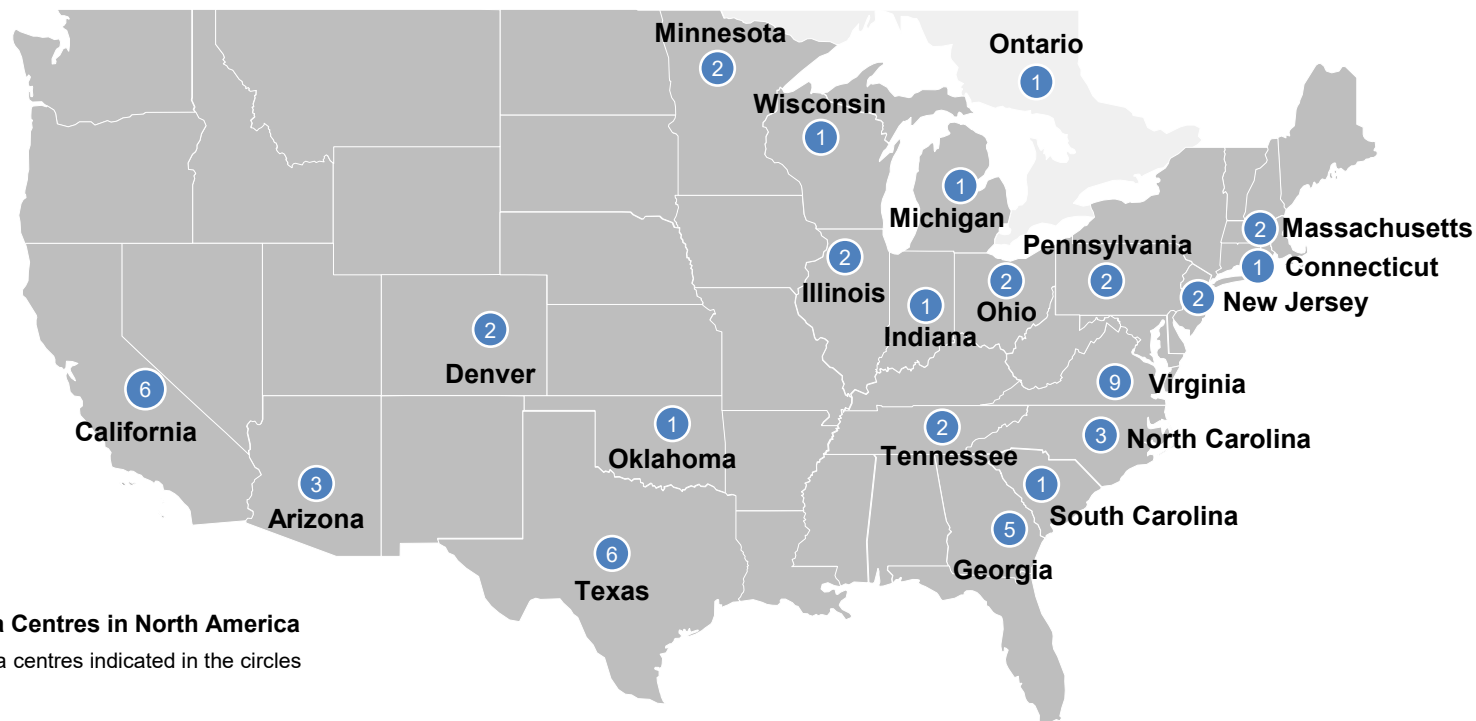 Minnesota
2
Ontario
1
Wisconsin
1
1
Michigan
2 Massachusetts
Pennsylvania
2
1 Connecticut
2
Illinois
2
Ohio
2 New Jersey
1
Indiana
2
Denver
9 Virginia
6
California
1
Oklahoma
2
Tennessee
3 North Carolina
3
Arizona
1
South Carolina
5
Georgia
6
Texas
Centres in North America
centres indicated in the circles